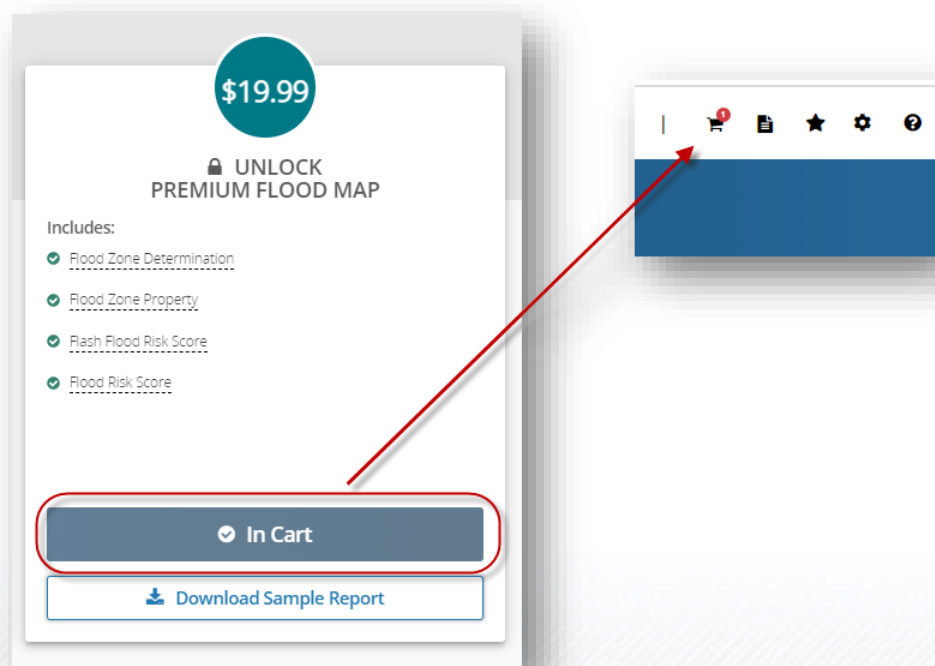 $19.99
UNLOCK
PREMIUM FLOOD MAP
Includes:
Flood Zone Determination
Flood Zone Property
Flash Flood Risk Score
Flood Risk Score
In Cart
Download Sample Report
|
1
?